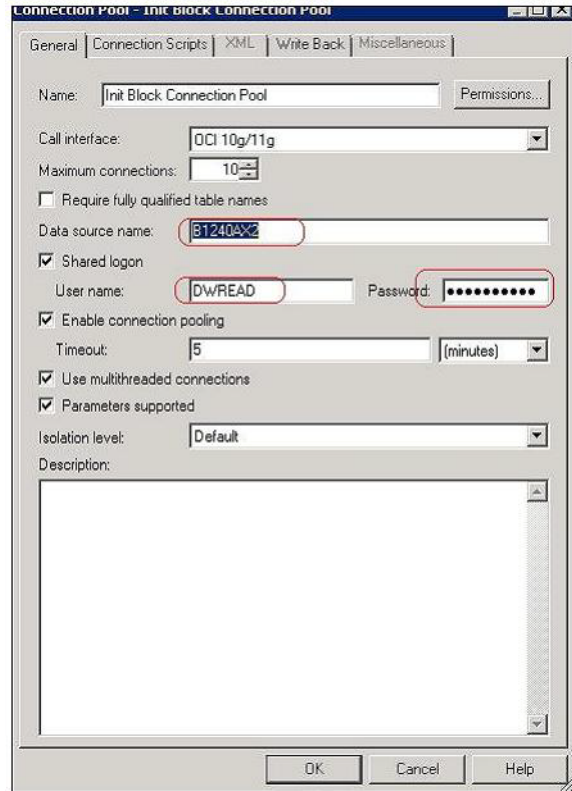 Connection Pool - Init Block Connection Pool
General Connection Scripts XML Write Back Miscellaneous
Name: Init Block Connection Pool Permissions...
Call interface: OCI 10g/11g
Maximum connections: 10
Require fully qualified table names
Data source name: B1240AX2
Shared logon
User name: DWREAD Password: ●●●●●●●●●●
Enable connection pooling
Timeout: 5 (minutes)
Use multithreaded connections
Parameters supported
Isolation level: Default
Description:
OK Cancel Help